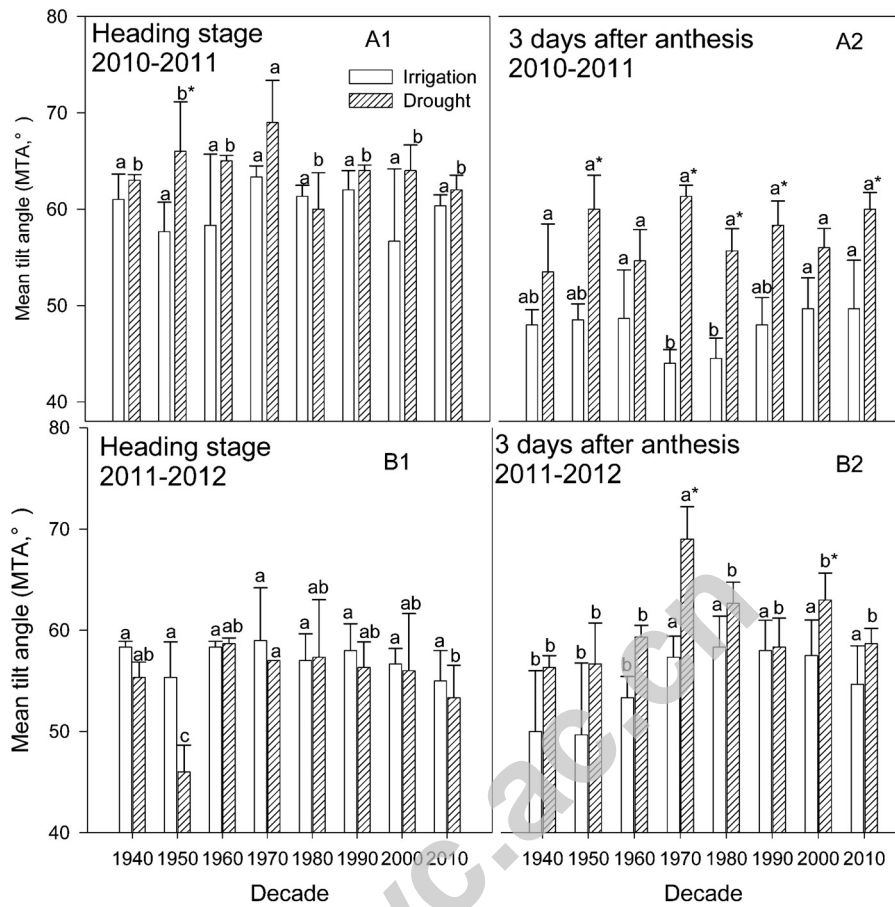 80
Heading stage
2010-2011
A1
Irrigation
Drought
70
60
50
40
Mean tilt angle (MTA,°)
a b a b* a b a a a b a b a b a b
3 days after anthesis
2010-2011
A2
ab a ab a* a a b a* b a* ab a* a a a a*
80
Heading stage
2011-2012
B1
70
60
50
40
Mean tilt angle (MTA,°)
a ab a c a ab a a a ab a ab a ab a b
1940 1950 1960 1970 1980 1990 2000 2010
Decade
3 days after anthesis
2011-2012
B2
b b b b b b a a* a b a b a b* a b
1940 1950 1960 1970 1980 1990 2000 2010
Decade
yc.ac.cn